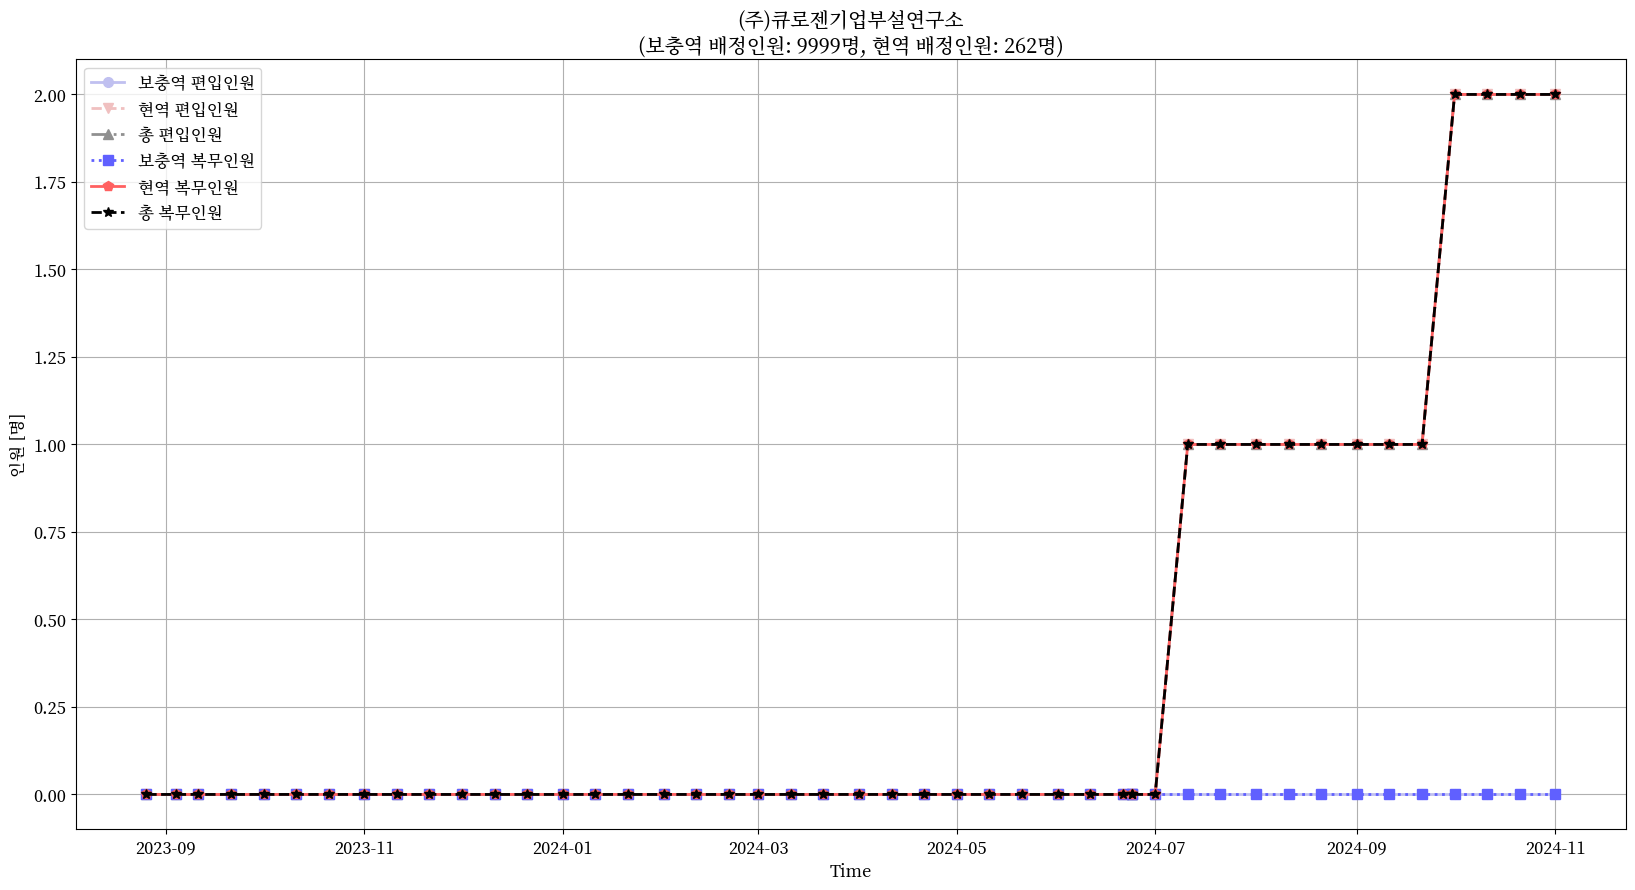 (주)큐로젠기업부설연구소
(보충역 배정인원: 9999명, 현역 배정인원: 262명)
보충역 편입인원
현역 편입인원
총 편입인원
보충역 복무인원
현역 복무인원
총 복무인원
2.00
1.75
1.50
1.25
1.00
0.75
0.50
0.25
0.00
인원 [명]
2023-09 2023-11 2024-01 2024-03 2024-05 2024-07 2024-09 2024-11
Time